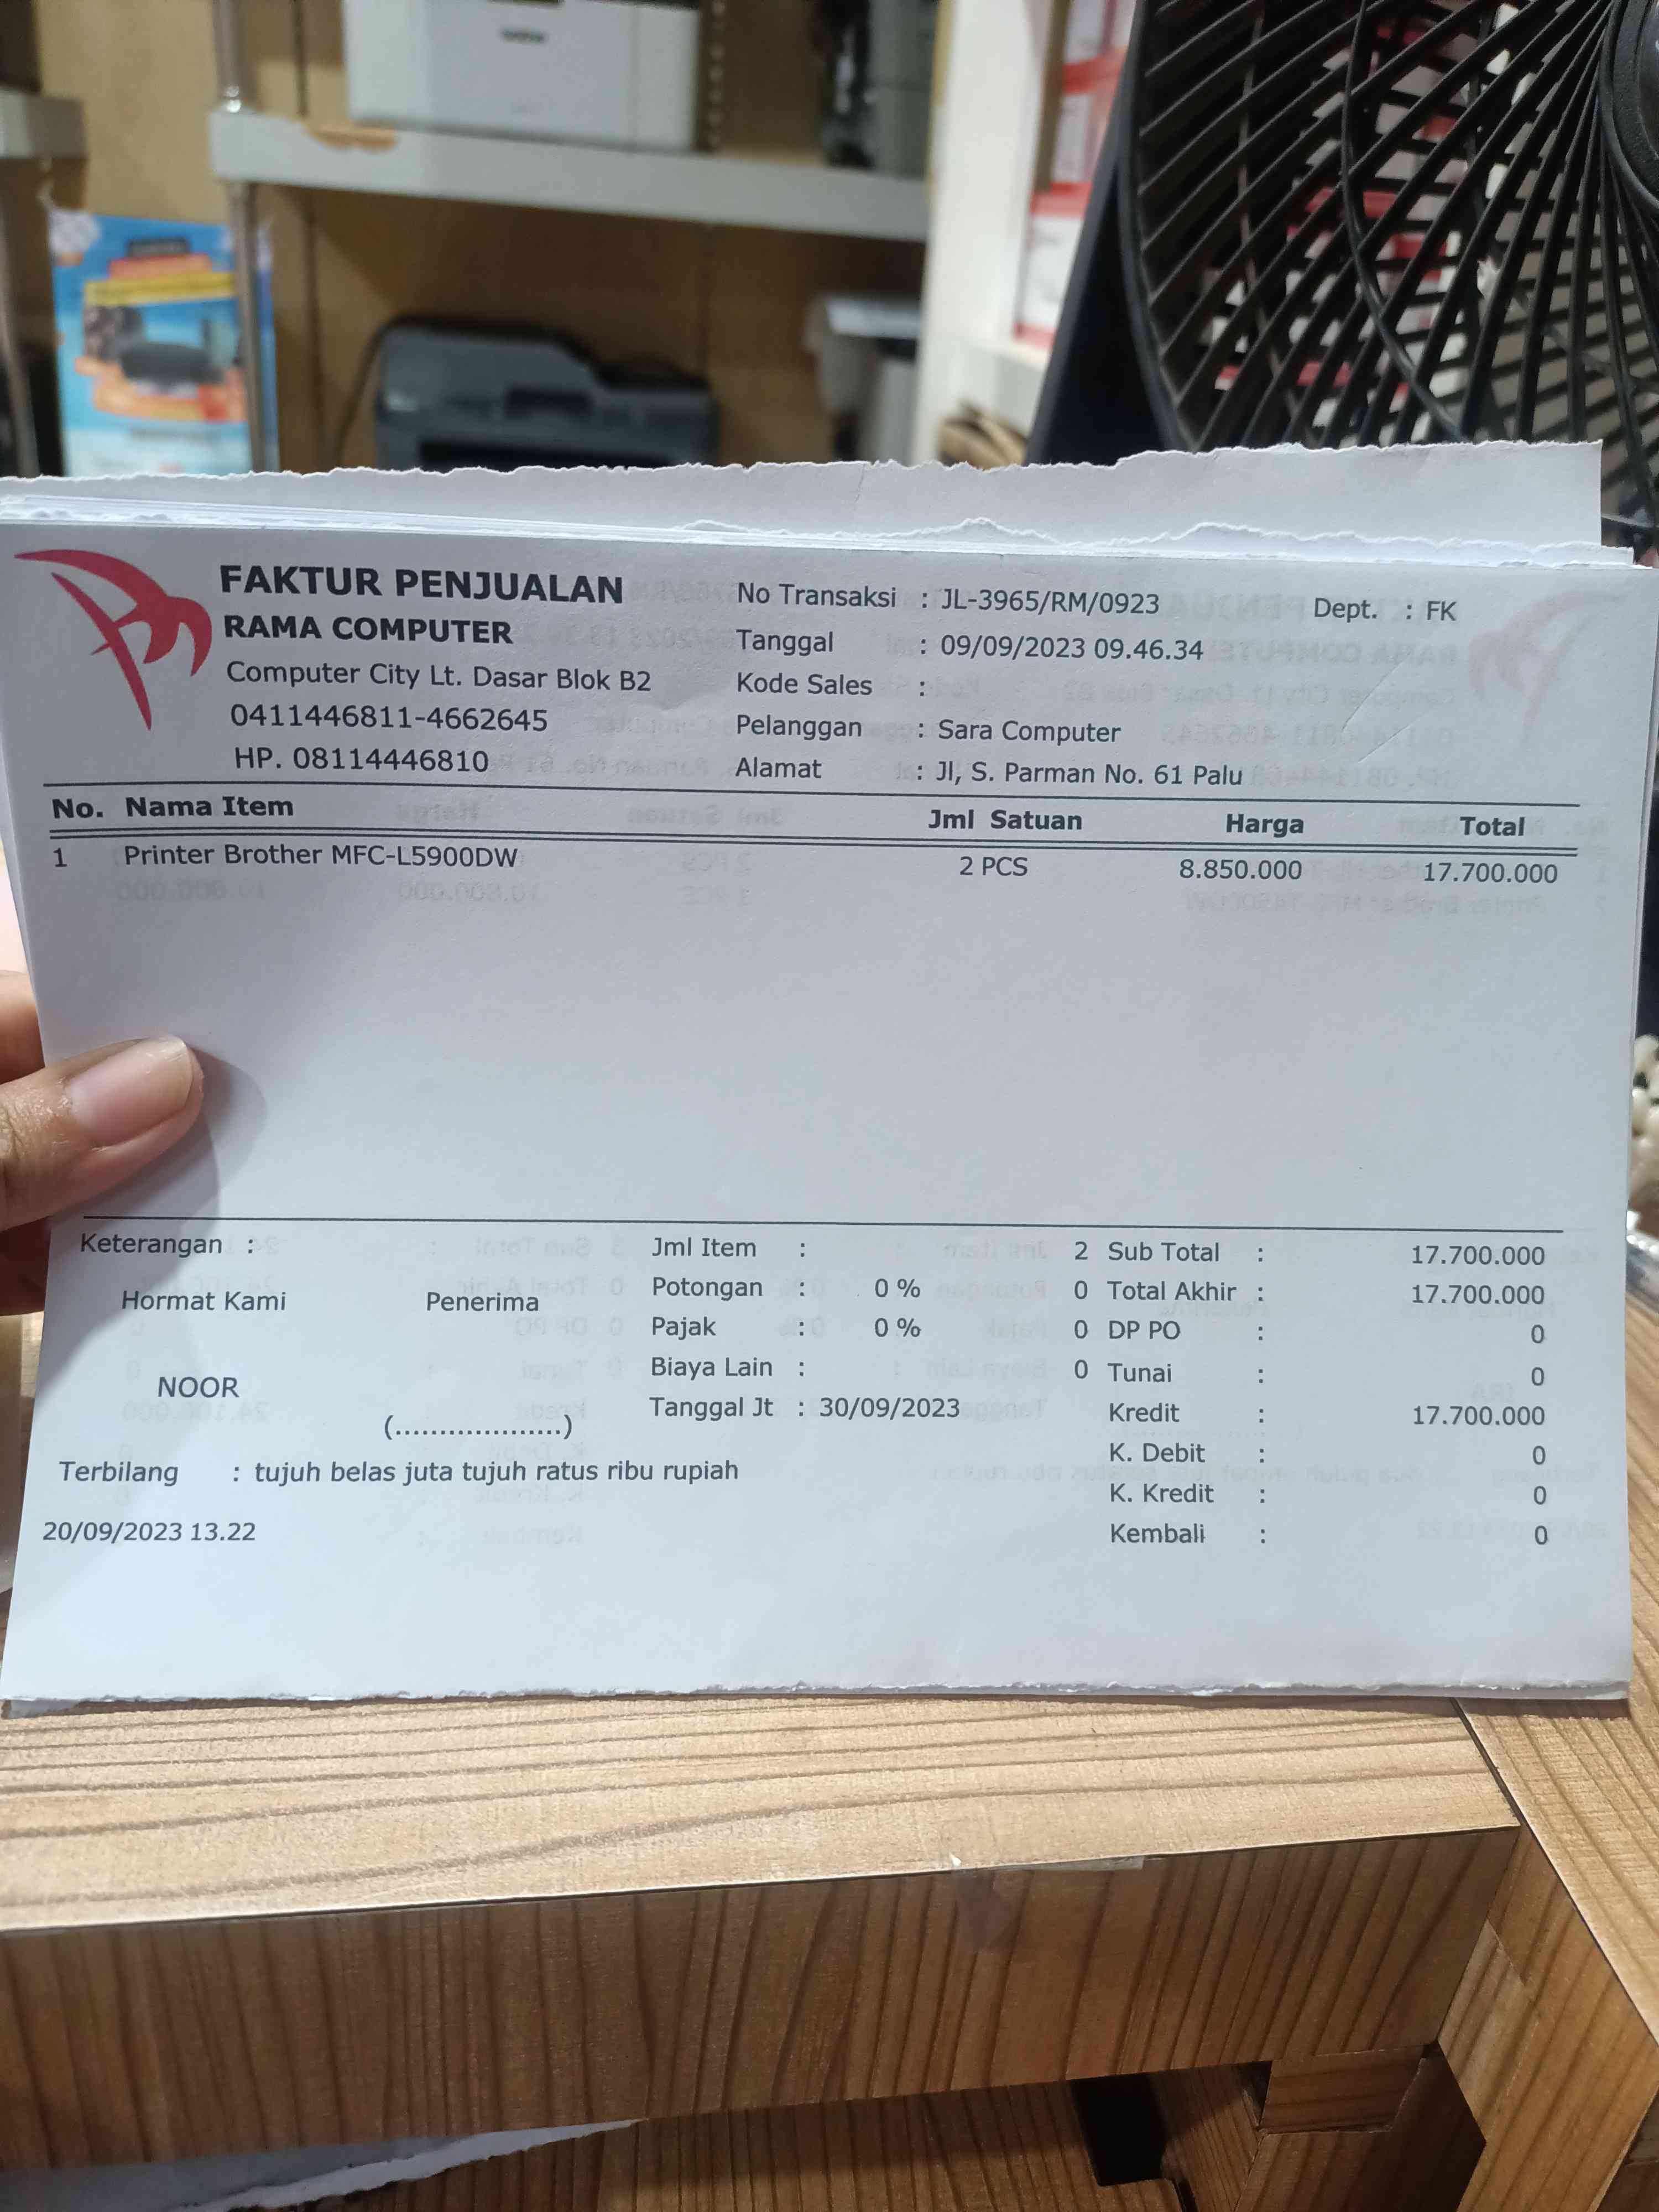 brother
FAKTUR PENJUALAN
RAMA COMPUTER
Computer City Lt. Dasar Blok B2
0411446811-4662645
HP. 08114446810
No Transaksi : JL-3965/RM/0923 Dept. : FK
Tanggal : 09/09/2023 09.46.34
Kode Sales :
Pelanggan : Sara Computer
Alamat : Jl, S. Parman No. 61 Palu
No. Nama Item Jml Satuan Harga Total
1 Printer Brother MFC-L5900DW 2 PCS 8.850.000 17.700.000
Keterangan :
Hormat Kami Penerima
NOOR
(....................)
Jml Item : 2
Potongan : 0 % 0
Pajak : 0 % 0
Biaya Lain : 0
Tanggal Jt : 30/09/2023
Sub Total : 17.700.000
Total Akhir : 17.700.000
DP PO : 0
Tunai : 0
Kredit : 17.700.000
K. Debit : 0
K. Kredit : 0
Kembali : 0
Terbilang : tujuh belas juta tujuh ratus ribu rupiah
20/09/2023 13.22